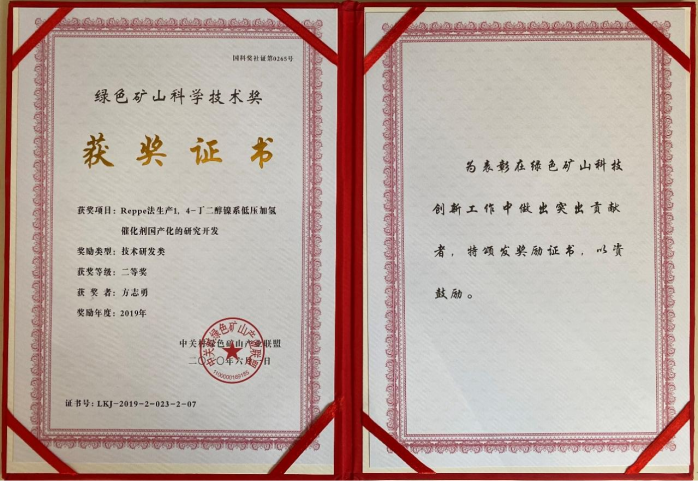 国科奖社证第0265号
绿色矿山科学技术奖
获奖证书
获奖项目：Reppe法生产1，4-丁二醇镍系低压加氢
催化剂国产化的研究开发
奖励类型：技术研发类
获奖等级：二等奖
获 奖 者：方志勇
奖励年度：2019年
中关村绿色矿山产业联盟
二〇二〇年六月 日
证书号：LKJ-2019-2-023-2-07
为表彰在绿色矿山科技
创新工作中做出突出贡献
者，特颁发奖励证书，以资
鼓励。